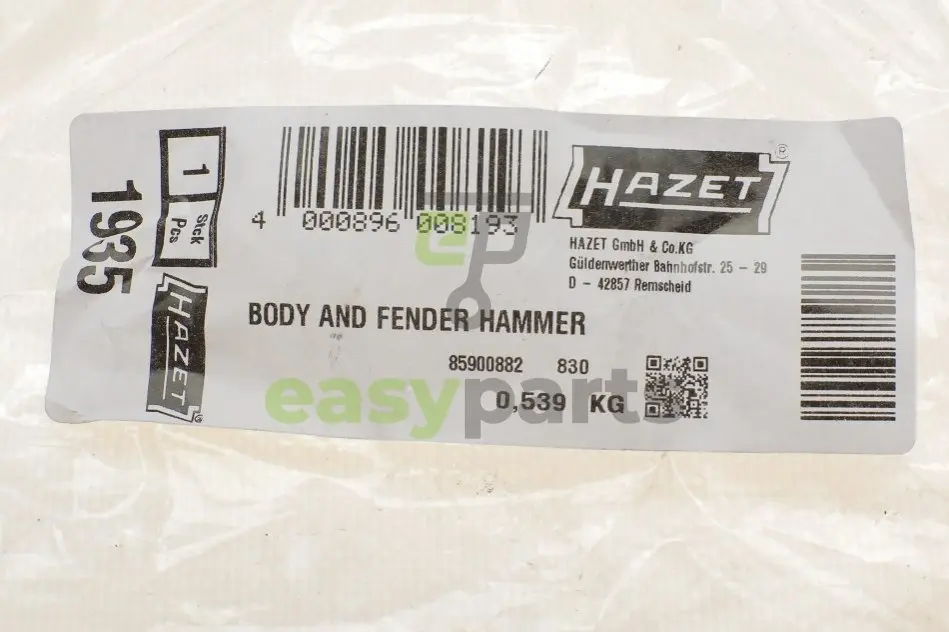 1935
1
Stck
Pcs
HAZET
®
4 000896 008193
HAZET
®
HAZET GmbH & Co.KG
Güldenwerther Bahnhofstr. 25 - 29
D - 42857 Remscheid
BODY AND FENDER HAMMER
85900882 830
0,539 KG
ep
easyparts